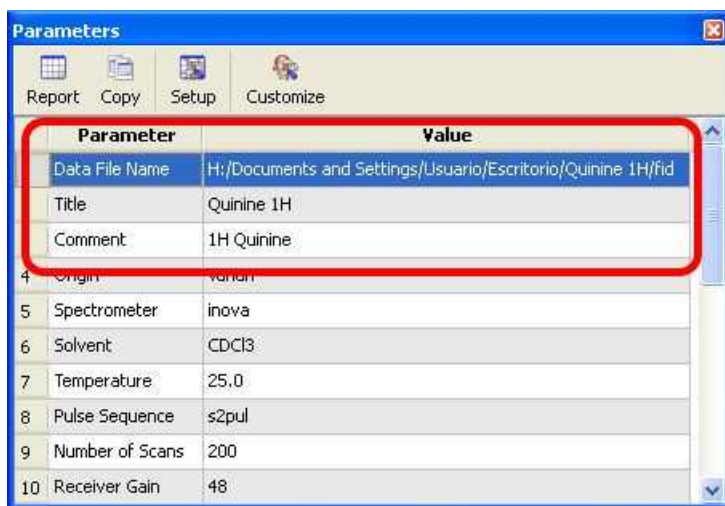 Parameters
Report Copy Setup Customize
Parameter Value
Data File Name H:/Documents and Settings/Usuario/Escritorio/Quinine 1H/fid
Title Quinine 1H
Comment 1H Quinine
4 Origin Varian
5 Spectrometer inova
6 Solvent CDCl3
7 Temperature 25.0
8 Pulse Sequence s2pul
9 Number of Scans 200
10 Receiver Gain 48